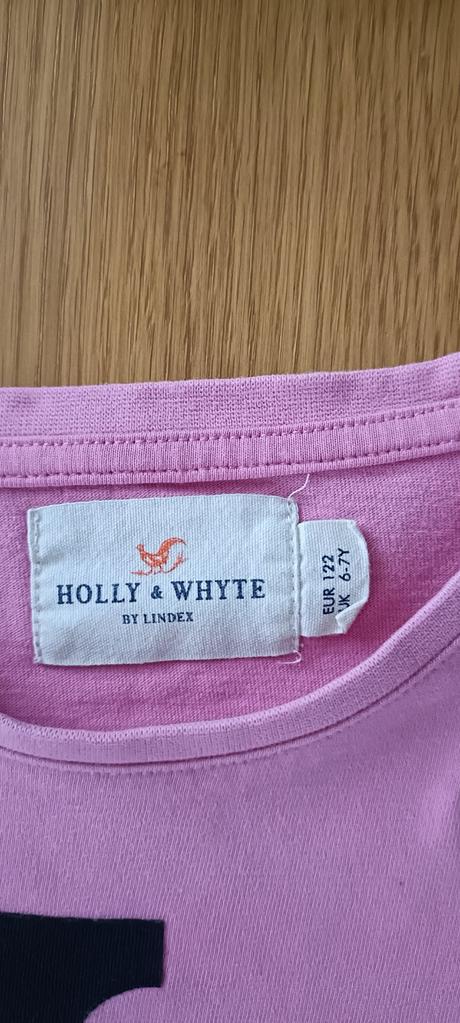 HOLLY & WHYTE
BY LINDEX
EUR 122
UK 6-7Y